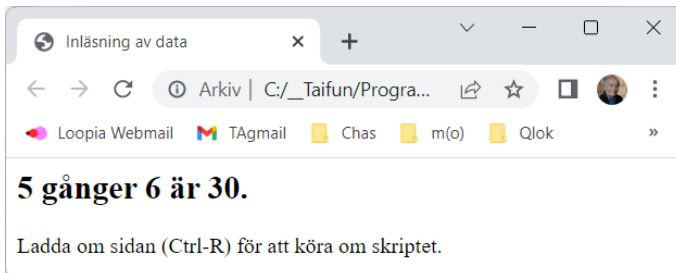 Inläsning av data
Arkiv | C:/__Taifun/Progra...
Loopia Webmail TAgmail Chas m(o) Qlok »
5 gånger 6 är 30.
Ladda om sidan (Ctrl-R) för att köra om skriptet.